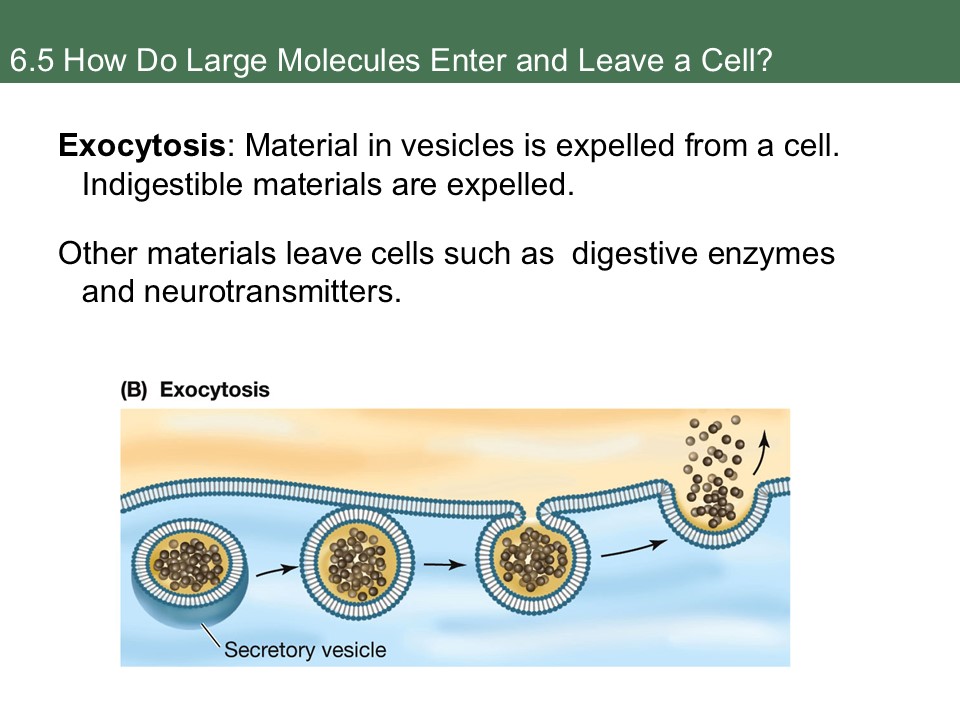 6.5 How Do Large Molecules Enter and Leave a Cell?
Exocytosis: Material in vesicles is expelled from a cell.
Indigestible materials are expelled.
Other materials leave cells such as  digestive enzymes
and neurotransmitters.
(B)  Exocytosis
Secretory vesicle